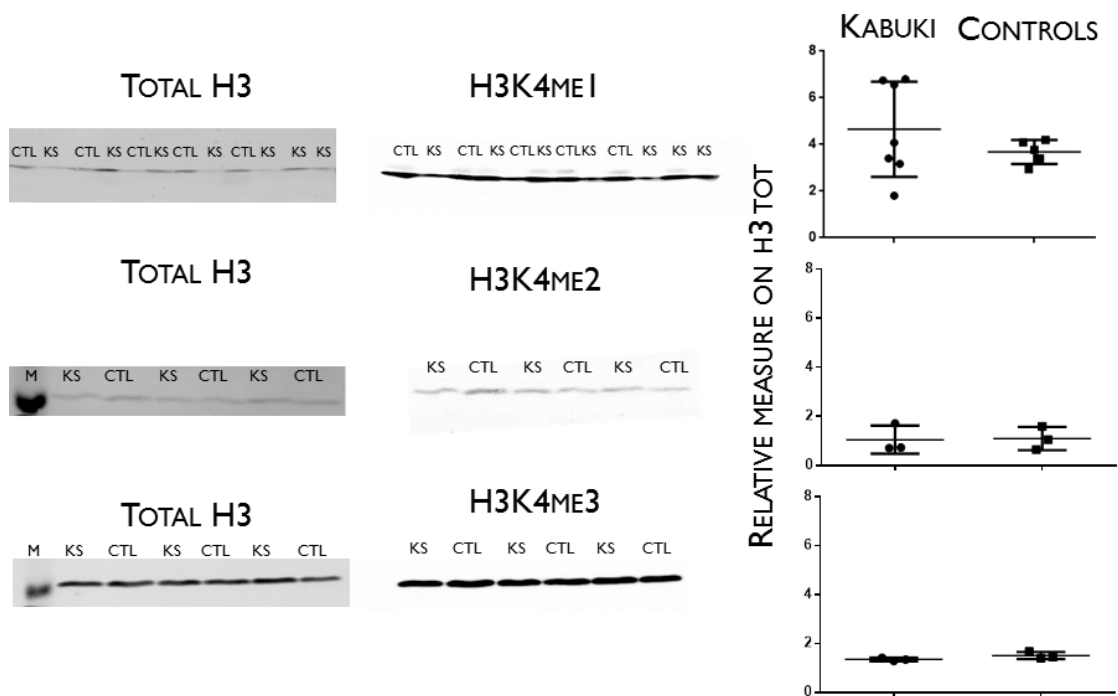 KABUKI CONTROLS
TOTAL H3
H3K4ME1
CTL KS CTL KS CTL KS CTL KS CTL KS KS KS
CTL KS CTL KS CTL KS CTL KS CTL KS KS KS
8
6
4
2
0
TOTAL H3
H3K4ME2
M KS CTL KS CTL KS CTL
KS CTL KS CTL KS CTL
8
6
4
2
0
TOTAL H3
H3K4ME3
M KS CTL KS CTL KS CTL
KS CTL KS CTL KS CTL
8
6
4
2
0
RELATIVE MEASURE ON H3 TOT